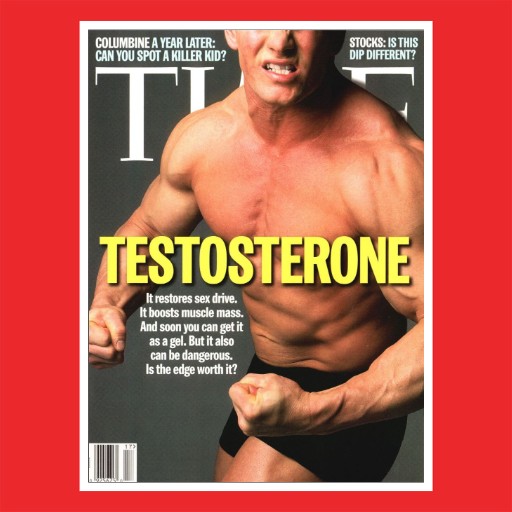 COLUMBINE A YEAR LATER:
CAN YOU SPOT A KILLER KID?
STOCKS: IS THIS
DIP DIFFERENT?
TIME
TESTOSTERONE
It restores sex drive.
It boosts muscle mass.
And soon you can get it
as a gel. But it also
can be dangerous.
Is the edge worth it?
17>